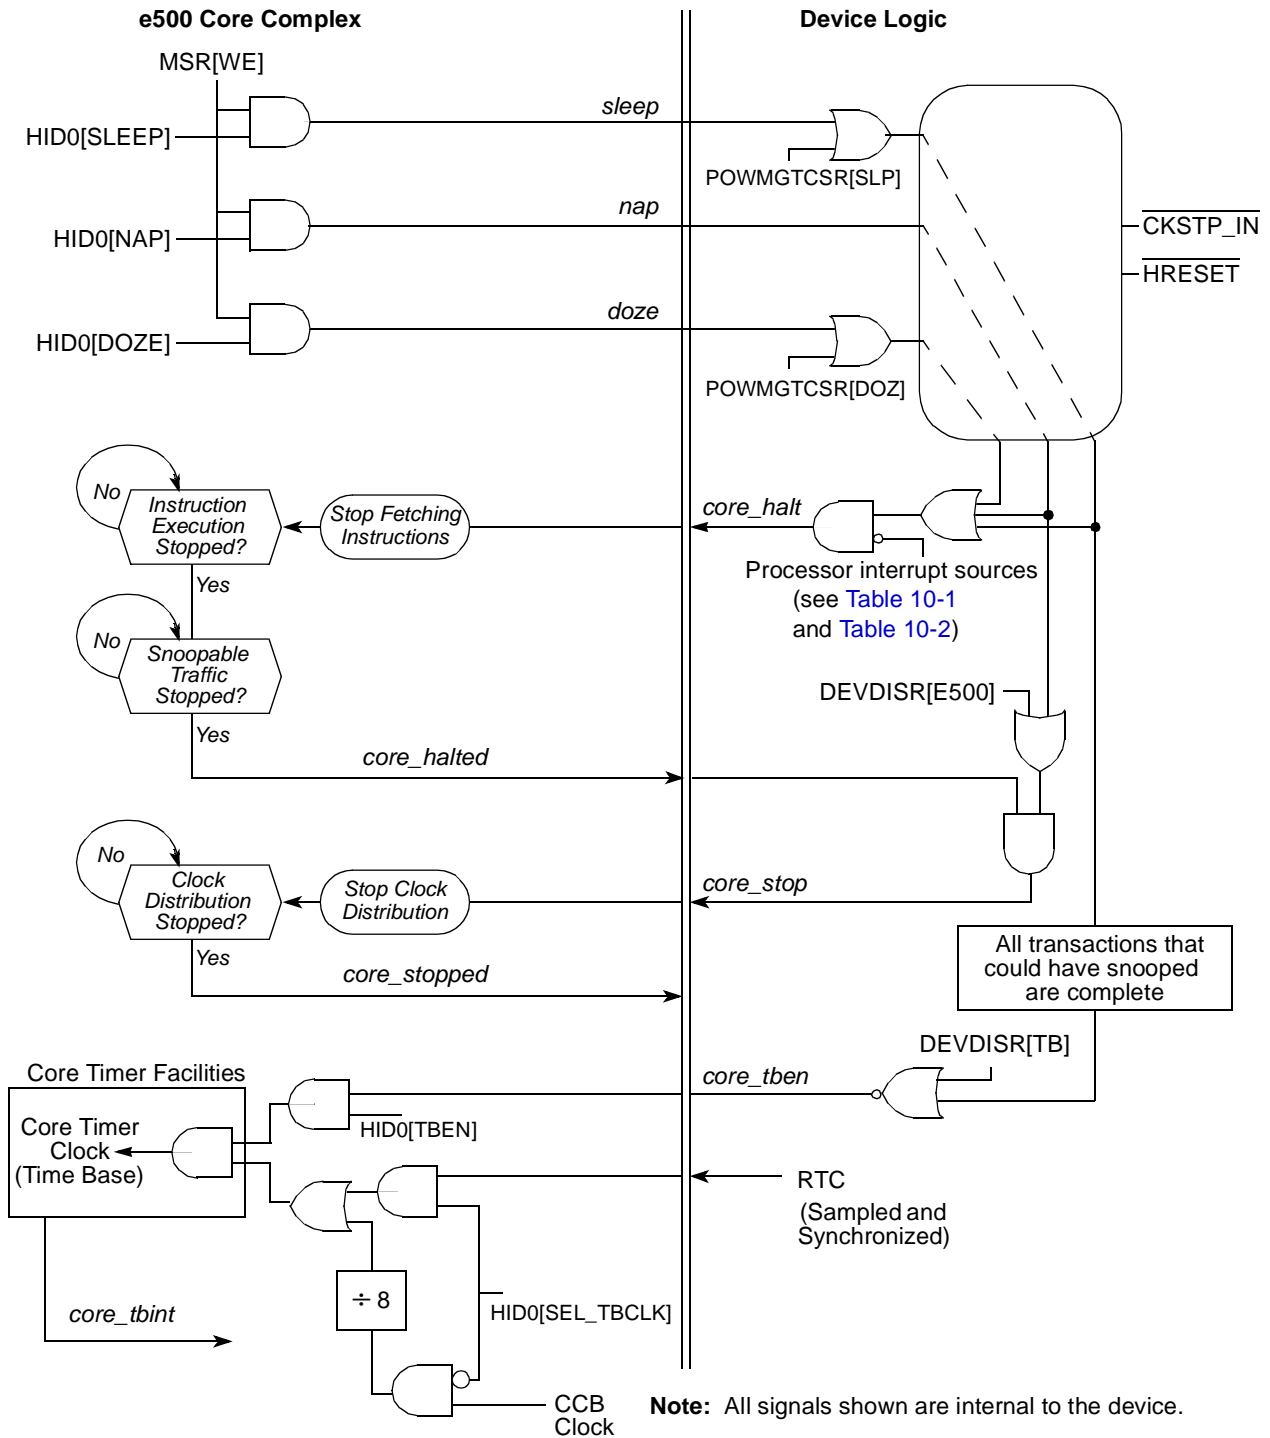 e500 Core Complex
Device Logic
MSR[WE]
sleep
HID0[SLEEP]
POWMGTCSR[SLP]
nap
HID0[NAP]
CKSTP_IN
HRESET
doze
HID0[DOZE]
POWMGTCSR[DOZ]
No
Instruction
Execution
Stopped?
Stop Fetching
Instructions
core_halt
Processor interrupt sources
(see Table 10-1
and Table 10-2)
Yes
No
Snoopable
Traffic
Stopped?
DEVDISR[E500]
Yes
core_halted
No
Clock
Distribution
Stopped?
Stop Clock
Distribution
core_stop
Yes
core_stopped
All transactions that
could have snooped
are complete
DEVDISR[TB]
Core Timer Facilities
core_tben
Core Timer
Clock
(Time Base)
HID0[TBEN]
RTC
(Sampled and
Synchronized)
÷ 8
HID0[SEL_TBCLK]
core_tbint
CCB
Clock
Note: All signals shown are internal to the device.